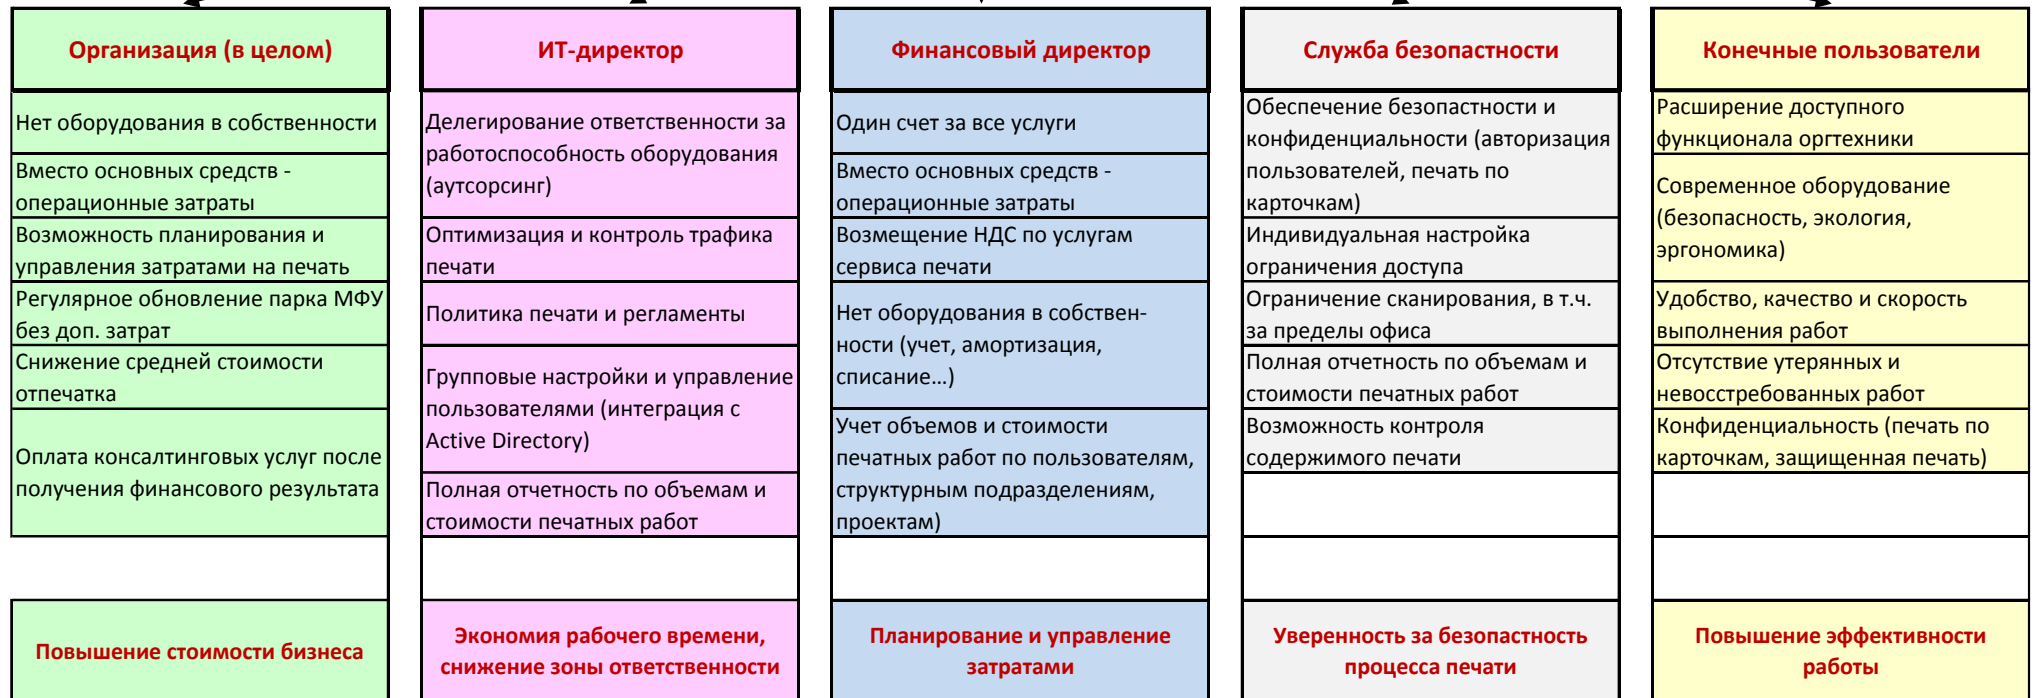 Организация (в целом)
Нет оборудования в собственности
Вместо основных средств -
операционные затраты
Возможность планирования и
управления затратами на печать
Регулярное обновление парка МФУ
без доп. затрат
Снижение средней стоимости
отпечатка
Оплата консалтинговых услуг после
получения финансового результата
Повышение стоимости бизнеса
ИТ-директор
Делегирование ответственности за
работоспособность оборудования
(аутсорсинг)
Оптимизация и контроль трафика
печати
Политика печати и регламенты
Групповые настройки и управление
пользователями (интеграция с
Active Directory)
Полная отчетность по объемам и
стоимости печатных работ
Экономия рабочего времени,
снижение зоны ответственности
Финансовый директор
Один счет за все услуги
Вместо основных средств -
операционные затраты
Возмещение НДС по услугам
сервиса печати
Нет оборудования в собствен-
ности (учет, амортизация,
списание…)
Учет объемов и стоимости
печатных работ по пользователям,
структурным подразделениям,
проектам)
Планирование и управление
затратами
Служба безопастности
Обеспечение безопастности и
конфиденциальности (авторизация
пользователей, печать по
карточкам)
Индивидуальная настройка
ограничения доступа
Ограничение сканирования, в т.ч.
за пределы офиса
Полная отчетность по объемам и
стоимости печатных работ
Возможность контроля
содержимого печати
Уверенность за безопастность
процесса печати
Конечные пользователи
Расширение доступного
функционала оргтехники
Современное оборудование
(безопасность, экология,
эргономика)
Удобство, качество и скорость
выполнения работ
Отсутствие утерянных и
невосстребованных работ
Конфиденциальность (печать по
карточкам, защищенная печать)
Повышение эффективности
работы